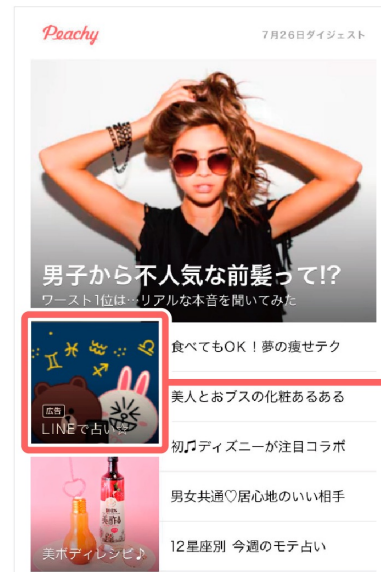 Peachy
7月26日ダイジェスト
男子から不人気な前髪って!?
ワースト1位は…リアルな本音を聞いてみた
食べてもOK！夢の痩せテク
美人とおブスの化粧あるある
広告
LINEで占い☆
初♫ディズニーが注目コラボ
男女共通♡居心地のいい相手
美酢
美ボディレシピ♪
12星座別 今週のモテ占い